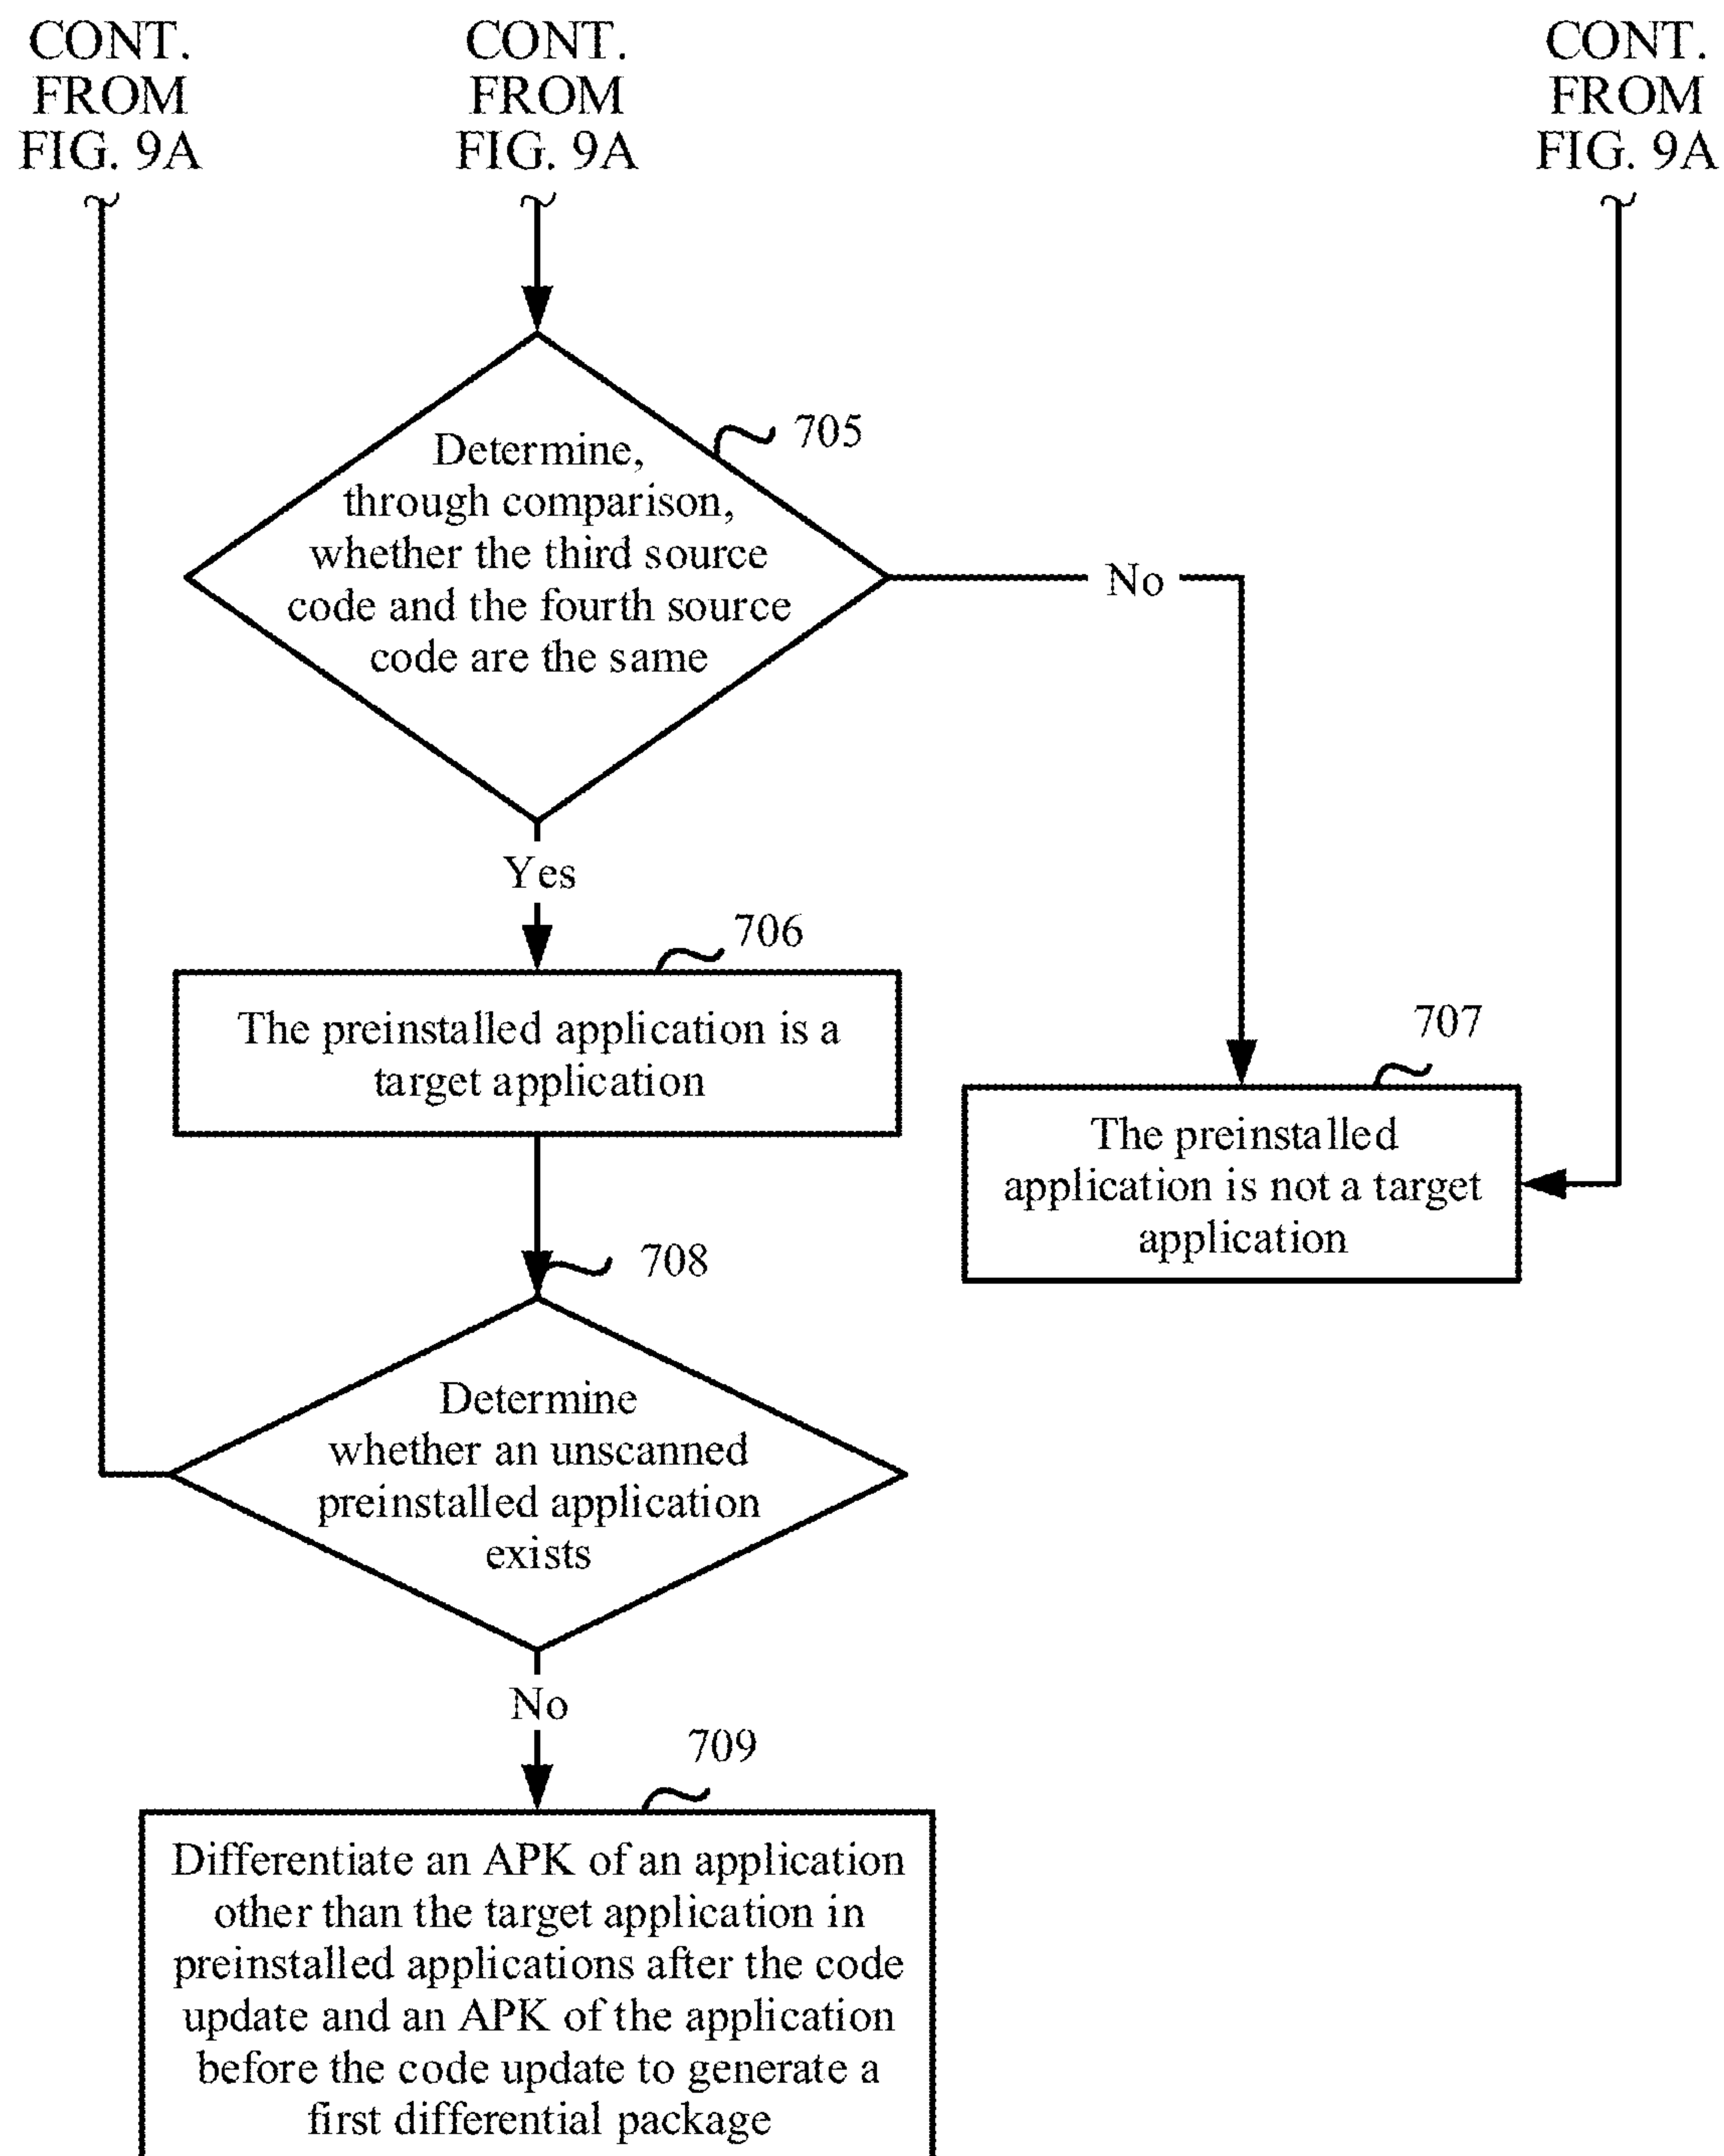 CONT.
FROM
FIG. 9A
CONT.
FROM
FIG. 9A
CONT.
FROM
FIG. 9A
705
Determine,
through comparison,
whether the third source
code and the fourth source
code are the same
No
Yes
706
The preinstalled application is a
target application
707
The preinstalled
application is not a target
application
708
Determine
whether an unscanned
preinstalled application
exists
No
709
Differentiate an APK of an application
other than the target application in
preinstalled applications after the code
update and an APK of the application
before the code update to generate a
first differential package